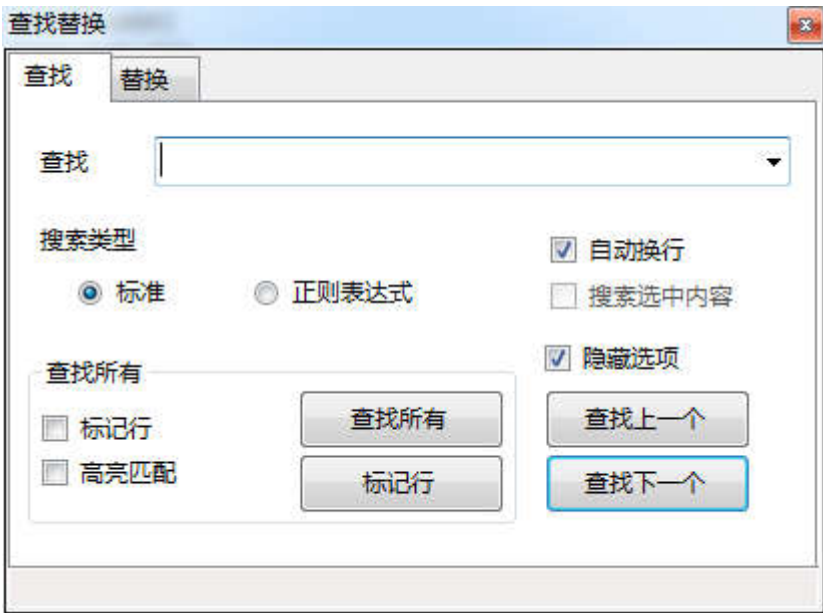 查找替换
查找 替换
查找
搜索类型
标准 正则表达式
自动换行
搜索选中内容
隐藏选项
查找所有
标记行
高亮匹配
查找所有
标记行
查找上一个
查找下一个